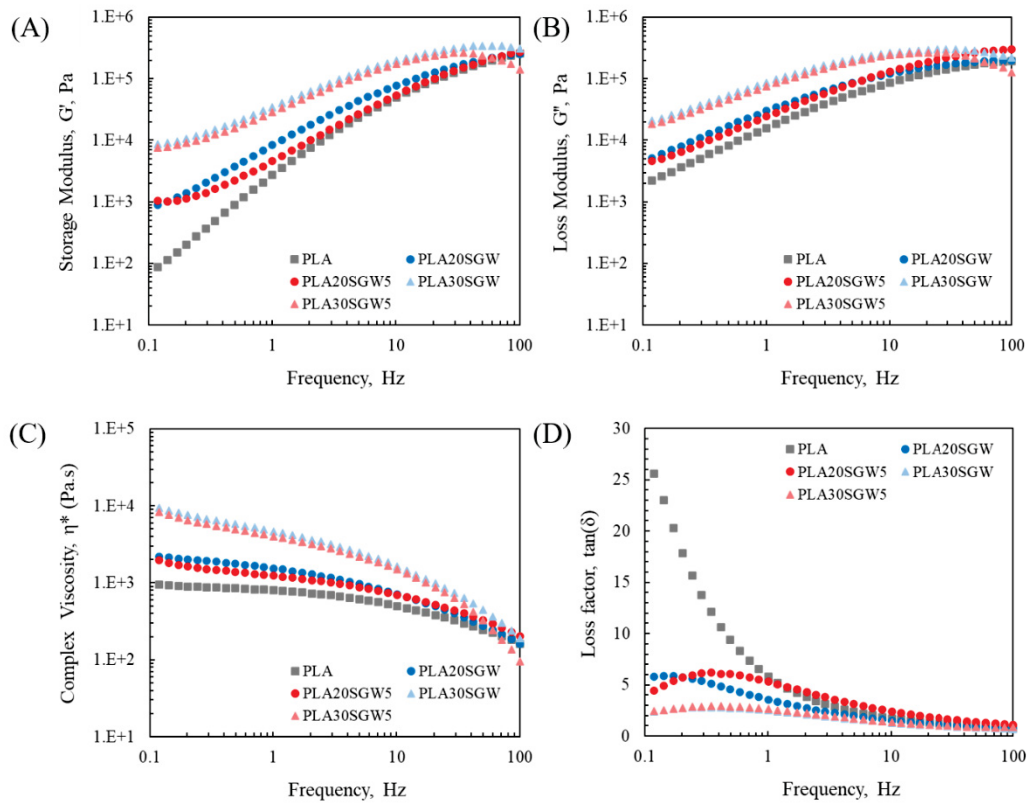 (A)
1.E+6
1.E+5
1.E+4
1.E+3
1.E+2
1.E+1
Storage Modulus, G', Pa
PLA
PLA20SGW
PLA20SGW5
PLA30SGW
PLA30SGW5
0.1
1
10
100
Frequency, Hz
(B)
1.E+6
1.E+5
1.E+4
1.E+3
1.E+2
1.E+1
Loss Modulus, G", Pa
PLA
PLA20SGW
PLA20SGW5
PLA30SGW
PLA30SGW5
0.1
1
10
100
Frequency, Hz
(C)
1.E+5
1.E+4
1.E+3
1.E+2
1.E+1
Complex Viscosity, η* (Pa.s)
PLA
PLA20SGW
PLA20SGW5
PLA30SGW
PLA30SGW5
0.1
1
10
100
Frequency, Hz
(D)
30
25
20
15
10
5
0
Loss factor, tan(δ)
PLA
PLA20SGW
PLA20SGW5
PLA30SGW
PLA30SGW5
0.1
1
10
100
Frequency, Hz